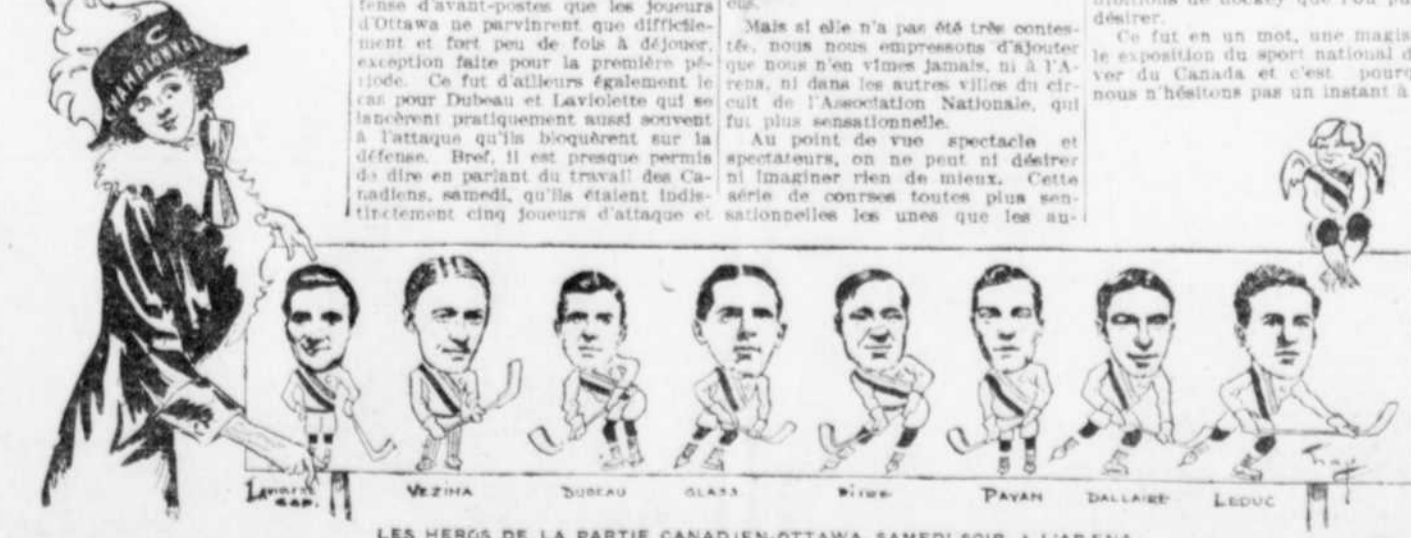 CHAMPIONNAT
fense d'avant-postes que les joueurs
d'Ottawa ne parvinrent que difficile-
ment et fort peu de fois à déjouer,
exception faite pour la première pé-
riode. Ce fut d'ailleurs également le
cas pour Dubeau et Laviolette qui se
lancèrent pratiquement aussi souvent
à l'attaque qu'ils bloquèrent sur la
défense. Bref, il est presque permis
de dire en parlant du travail des Ca-
nadiens, samedi, qu'ils étaient indis-
tinctement cinq joueurs d'attaque et
Mais si elle n'a pas été très contes-
tée, nous nous empressons d'ajouter
que nous n'en vîmes jamais, ni à l'A-
rena, ni dans les autres villes du cir-
cuit de l'Association Nationale, qui
fut plus sensationnelle.
Au point de vue spectacle et
spectateurs, on ne peut ni désirer
ni imaginer rien de mieux. Cette
série de courses toutes plus sen-
sationnelles les unes que les au-
de hockey que l'on
désirer.
Ce fut en un mot, une magis
le exposition du sport national d
ver du Canada et c'est pourq
nous n'hésitons pas un instant à
CAP.
VEZINA
DUBEAU
GLASS
PITRE
PAYAN
DALLAIRE
LEDUC
LES HEROS DE LA PARTIE CANADIEN-OTTAWA, SAMEDI SOIR, A L'ARENA